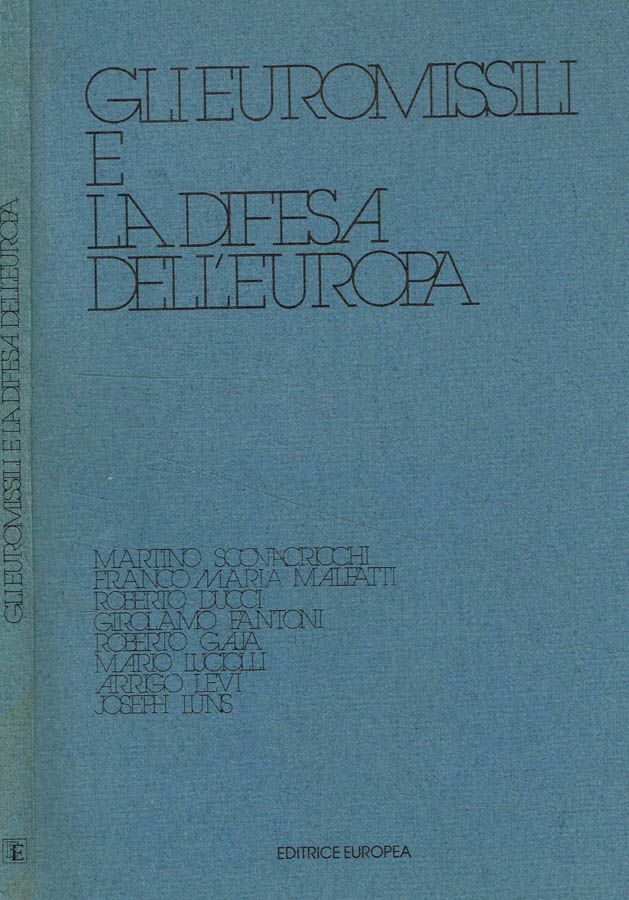 GLI EUROMISSILI
E
LA DIFESA
DELL'EUROPA
MARTINO SCOVACRICCHI
FRANCO MARIA MALFATTI
ROBERTO DUCCI
GIROLAMO FANTONI
ROBERTO GAJA
MARIO LUCIOLLI
ARRIGO LEVI
JOSEPH LUNS
EDITRICE EUROPEA
GLI EUROMISSILI E LA DIFESA DELL'EUROPA
EE